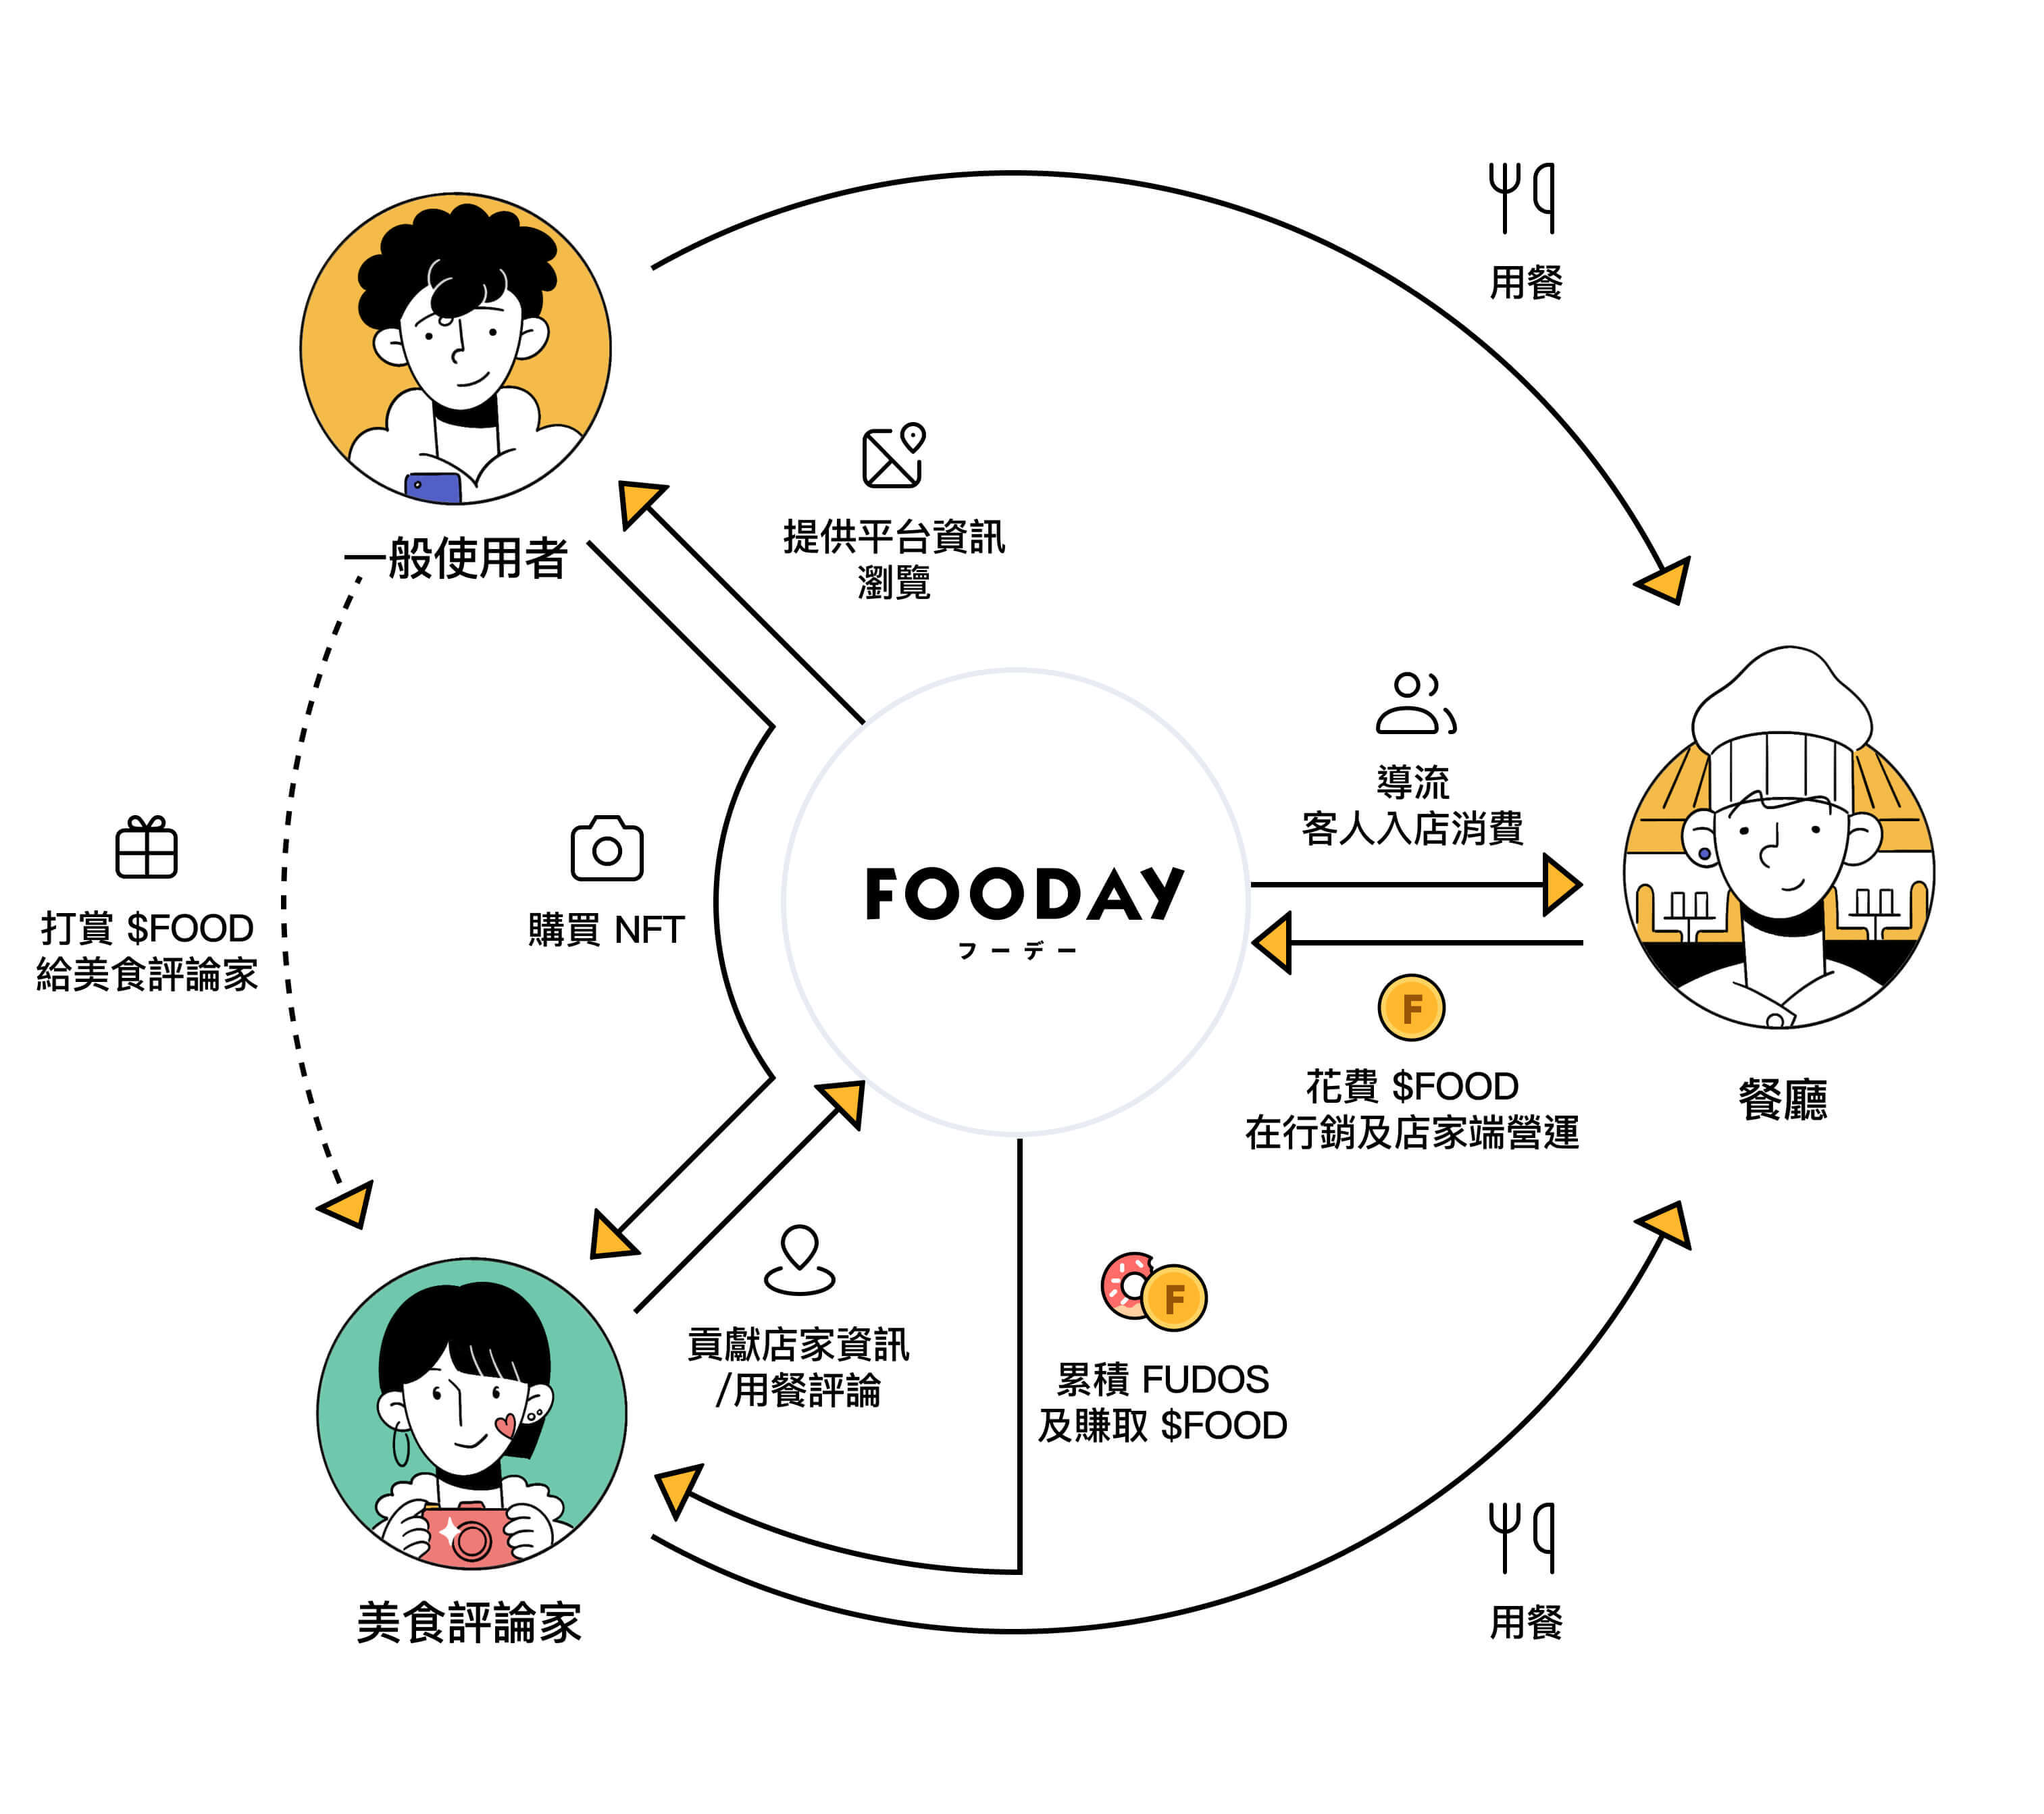 用餐
一般使用者
提供平台資訊
瀏覽
打賞 $FOOD
給美食評論家
購買 NFT
FOODAY
フーデー
導流
客人入店消費
F
花費 $FOOD
在行銷及店家端營運
餐廳
貢獻店家資訊
/用餐評論
F
累積 FUDOS
及賺取 $FOOD
美食評論家
用餐